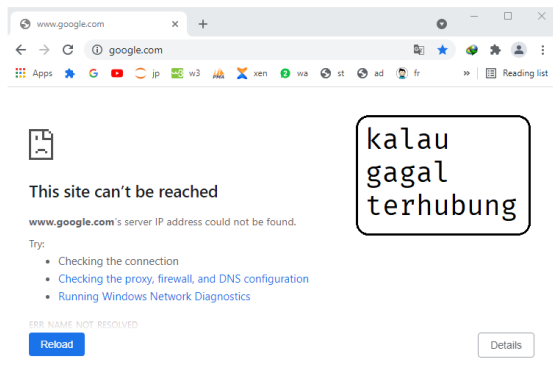 www.google.com
google.com
Apps
G
jp
w3
xen
wa
st
ad
fr
»
Reading list
This site can't be reached
www.google.com's server IP address could not be found.
Try:
• Checking the connection
• Checking the proxy, firewall, and DNS configuration
• Running Windows Network Diagnostics
ERR_NAME_NOT_RESOLVED
Reload
Details
kalau
gagal
terhubung